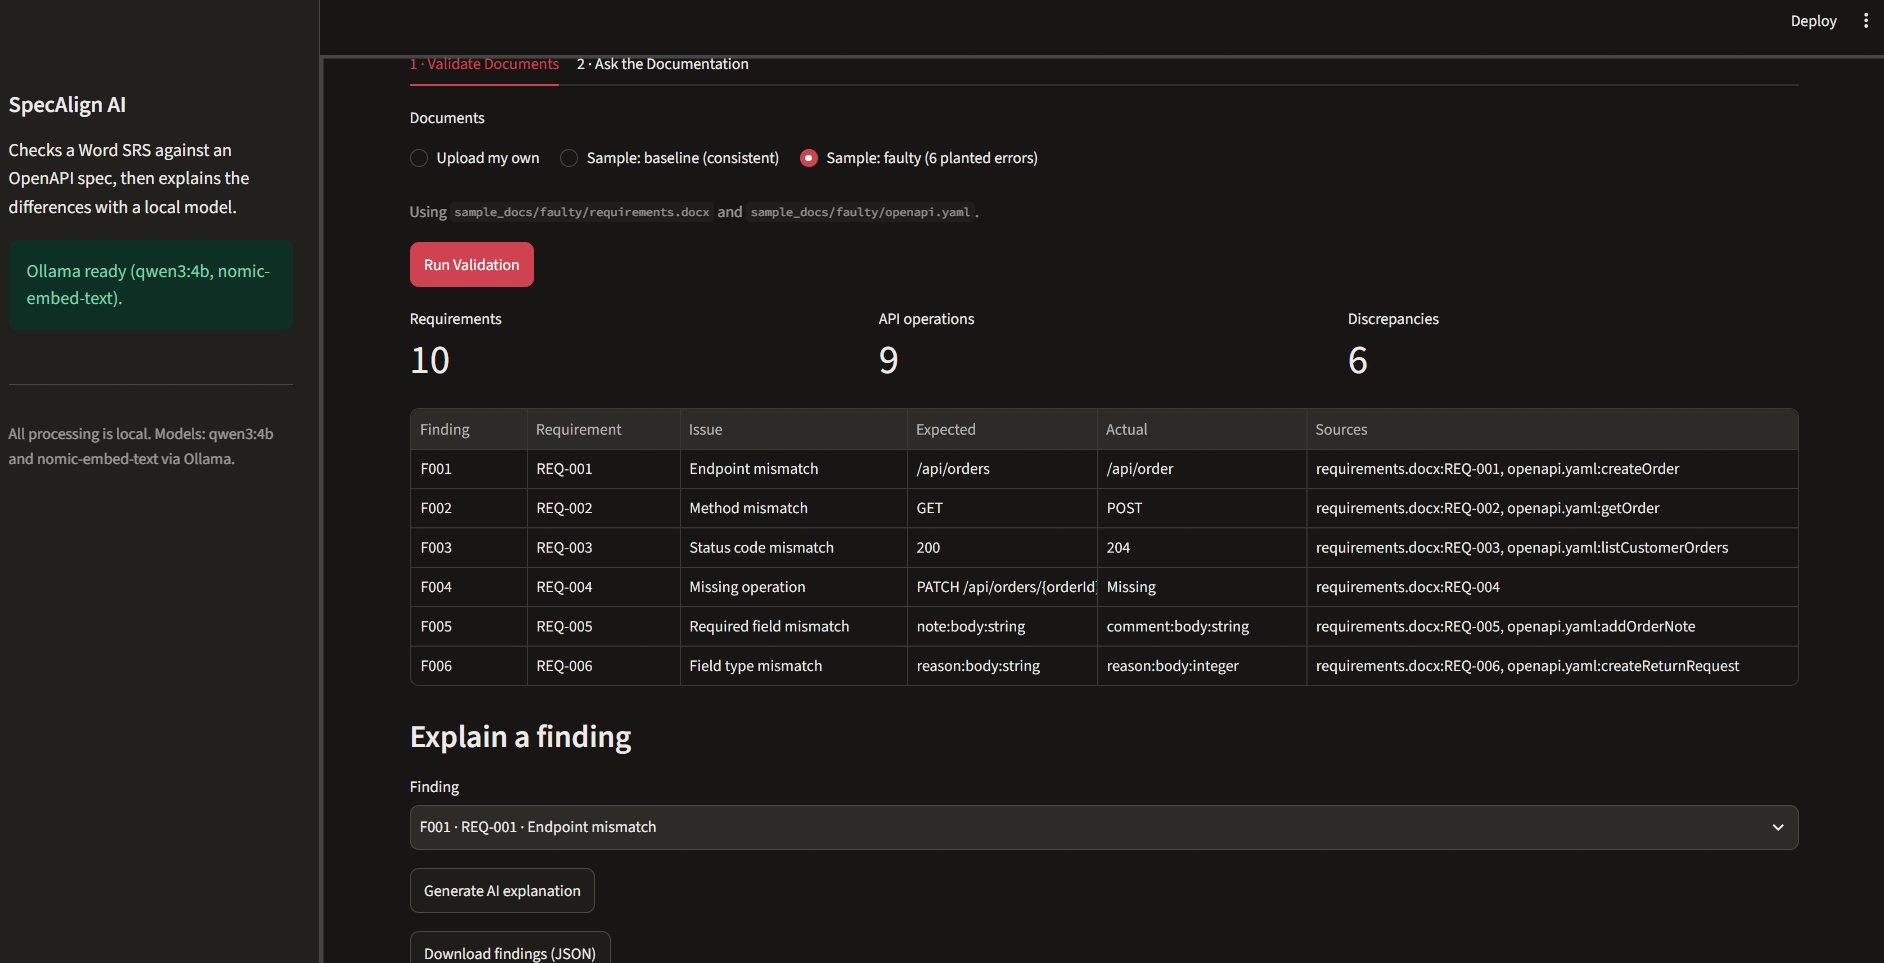 Deploy
SpecAlign AI
Checks a Word SRS against an
OpenAPI spec, then explains the
differences with a local model.
Ollama ready (qwen3:4b, nomic-
embed-text).
All processing is local. Models: qwen3:4b
and nomic-embed-text via Ollama.
1 · Validate Documents 2 · Ask the Documentation
Documents
Upload my own Sample: baseline (consistent) Sample: faulty (6 planted errors)
Using sample_docs/faulty/requirements.docx and sample_docs/faulty/openapi.yaml.
Run Validation
Requirements API operations Discrepancies
10 9 6
Finding Requirement Issue Expected Actual Sources
F001 REQ-001 Endpoint mismatch /api/orders /api/order requirements.docx:REQ-001, openapi.yaml:createOrder
F002 REQ-002 Method mismatch GET POST requirements.docx:REQ-002, openapi.yaml:getOrder
F003 REQ-003 Status code mismatch 200 204 requirements.docx:REQ-003, openapi.yaml:listCustomerOrders
F004 REQ-004 Missing operation PATCH /api/orders/{orderId} Missing requirements.docx:REQ-004
F005 REQ-005 Required field mismatch note:body:string comment:body:string requirements.docx:REQ-005, openapi.yaml:addOrderNote
F006 REQ-006 Field type mismatch reason:body:string reason:body:integer requirements.docx:REQ-006, openapi.yaml:createReturnRequest
Explain a finding
Finding
F001 · REQ-001 · Endpoint mismatch
Generate AI explanation
Download findings (JSON)